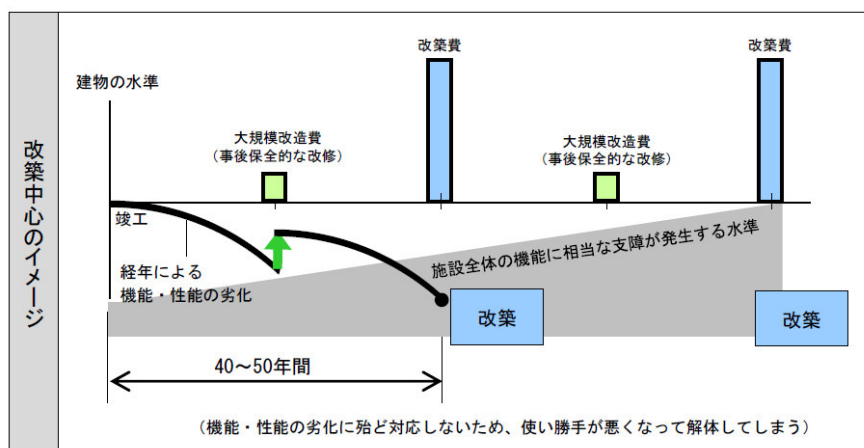 改築中心のイメージ
改築費
改築費
建物の水準
大規模改造費
（事後保全的な改修）
大規模改造費
（事後保全的な改修）
竣工
経年による
機能・性能の劣化
施設全体の機能に相当な支障が発生する水準
改築
改築
40～50年間
（機能・性能の劣化に殆ど対応しないため、使い勝手が悪くなって解体してしまう）